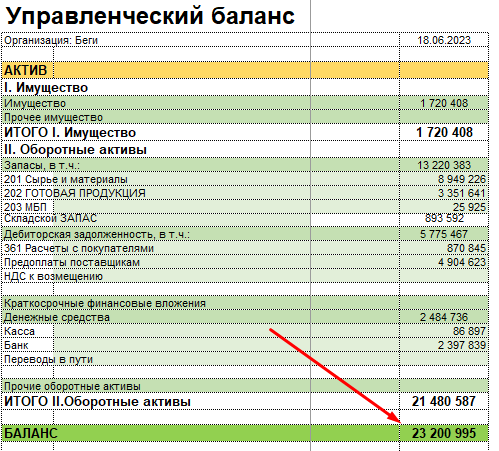 Управленческий баланс
Организация: Беги 18.06.2023
АКТИВ
I. Имущество
Имущество 1 720 408
Прочее имущество
ИТОГО I. Имущество 1 720 408
II. Оборотные активы
Запасы, в т.ч.: 13 220 383
201 Сырье и материалы 8 949 226
202 ГОТОВАЯ ПРОДУКЦИЯ 3 351 641
203 МБП 25 925
Складской ЗАПАС 893 592
Дебиторская задолженность, в т.ч.: 5 775 467
361 Расчеты с покупателями 870 845
Предоплаты поставщикам 4 904 623
НДС к возмещению
Краткосрочные финансовые вложения
Денежные средства 2 484 736
Касса 86 897
Банк 2 397 839
Переводы в пути
Прочие оборотные активы
ИТОГО II.Оборотные активы 21 480 587
БАЛАНС 23 200 995